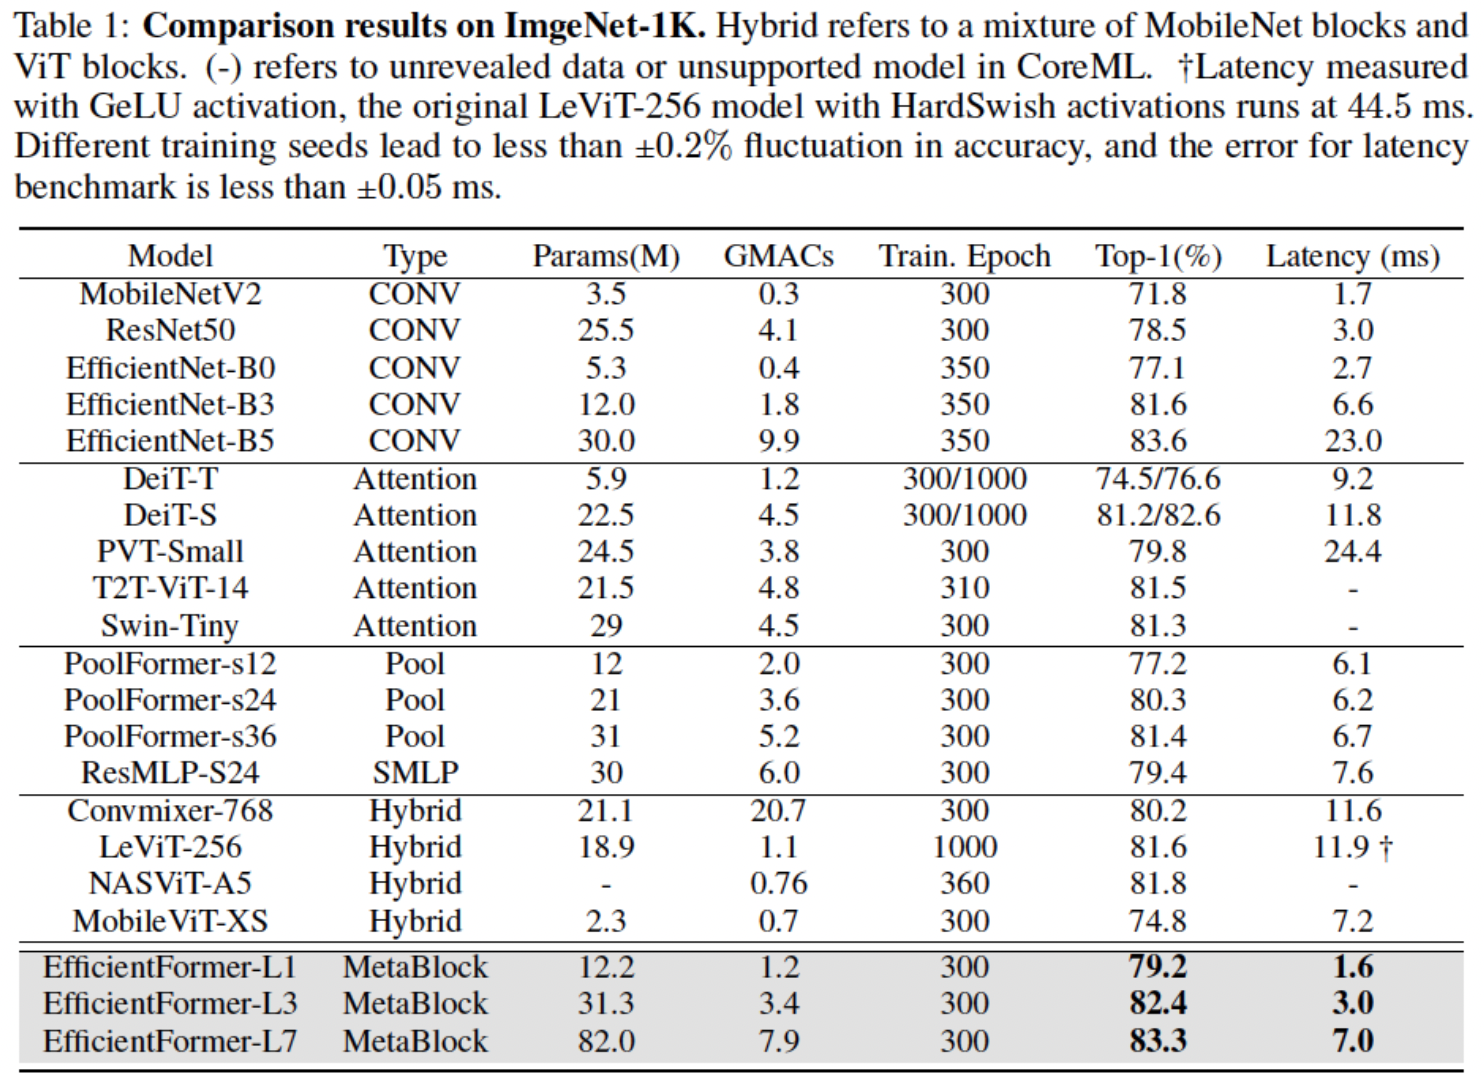 Table 1: Comparison results on ImgeNet-1K. Hybrid refers to a mixture of MobileNet blocks and
ViT blocks. (-) refers to unrevealed data or unsupported model in CoreML. †Latency measured
with GeLU activation, the original LeViT-256 model with HardSwish activations runs at 44.5 ms.
Different training seeds lead to less than ±0.2% fluctuation in accuracy, and the error for latency
benchmark is less than ±0.05 ms.
Model Type Params(M) GMACs Train. Epoch Top-1(%) Latency (ms)
MobileNetV2 CONV 3.5 0.3 300 71.8 1.7
ResNet50 CONV 25.5 4.1 300 78.5 3.0
EfficientNet-B0 CONV 5.3 0.4 350 77.1 2.7
EfficientNet-B3 CONV 12.0 1.8 350 81.6 6.6
EfficientNet-B5 CONV 30.0 9.9 350 83.6 23.0
DeiT-T Attention 5.9 1.2 300/1000 74.5/76.6 9.2
DeiT-S Attention 22.5 4.5 300/1000 81.2/82.6 11.8
PVT-Small Attention 24.5 3.8 300 79.8 24.4
T2T-ViT-14 Attention 21.5 4.8 310 81.5 -
Swin-Tiny Attention 29 4.5 300 81.3 -
PoolFormer-s12 Pool 12 2.0 300 77.2 6.1
PoolFormer-s24 Pool 21 3.6 300 80.3 6.2
PoolFormer-s36 Pool 31 5.2 300 81.4 6.7
ResMLP-S24 SMLP 30 6.0 300 79.4 7.6
Convmixer-768 Hybrid 21.1 20.7 300 80.2 11.6
LeViT-256 Hybrid 18.9 1.1 1000 81.6 11.9 †
NASViT-A5 Hybrid - 0.76 360 81.8 -
MobileViT-XS Hybrid 2.3 0.7 300 74.8 7.2
EfficientFormer-L1 MetaBlock 12.2 1.2 300 79.2 1.6
EfficientFormer-L3 MetaBlock 31.3 3.4 300 82.4 3.0
EfficientFormer-L7 MetaBlock 82.0 7.9 300 83.3 7.0